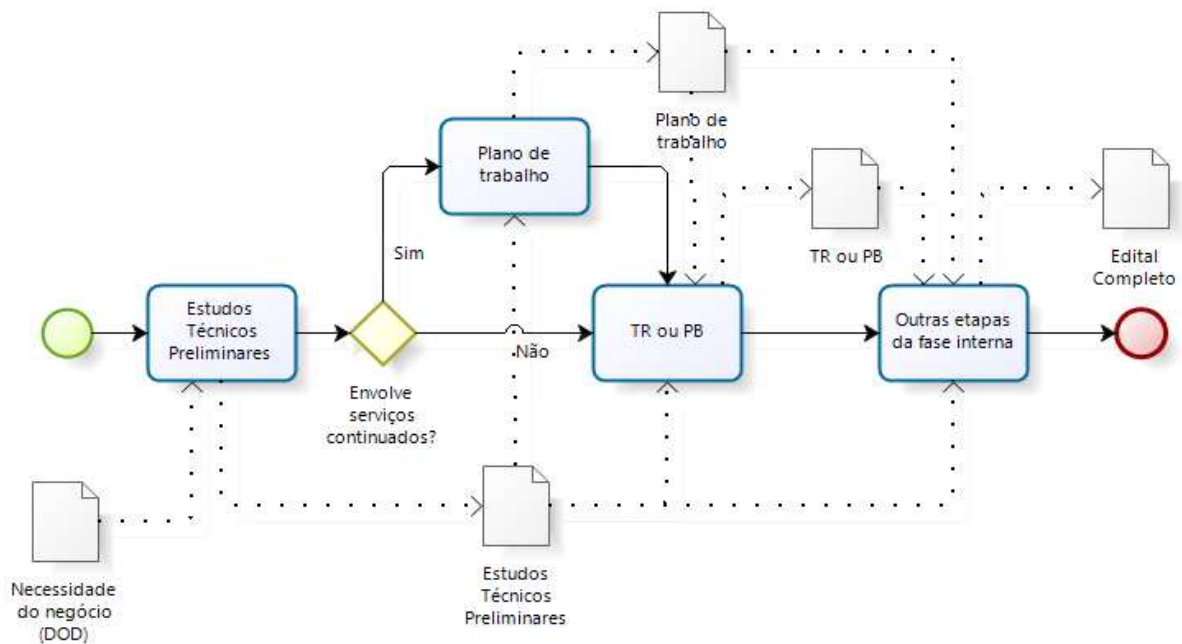 Plano de
trabalho
Plano de
trabalho
TR ou PB
Edital
Completo
Sim
Estudos
Técnicos
Preliminares
TR ou PB
Outras etapas
da fase interna
Não
Envolve
serviços
continuados?
Necessidade
do negócio
(DOD)
Estudos
Técnicos
Preliminares